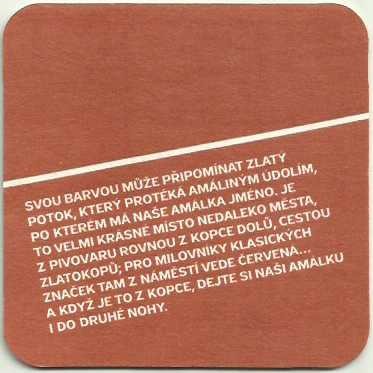 SVOU BARVOU MŮŽE PŘIPOMÍNAT ZLATÝ
POTOK, KTERÝ PROTÉKÁ AMÁLINÝM ÚDOLÍM,
PO KTERÉM MÁ NAŠE AMÁLKA JMÉNO. JE
TO VELMI KRÁSNÉ MÍSTO NEDALEKO MĚSTA,
Z PIVOVARU ROVNOU Z KOPCE DOLŮ, CESTOU
ZLATOKOPŮ; PRO MILOVNÍKY KLASICKÝCH
ZNAČEK TAM Z NÁMĚSTÍ VEDE ČERVENÁ...
A KDYŽ JE TO Z KOPCE, DEJTE SI NAŠI AMÁLKU
I DO DRUHÉ NOHY.